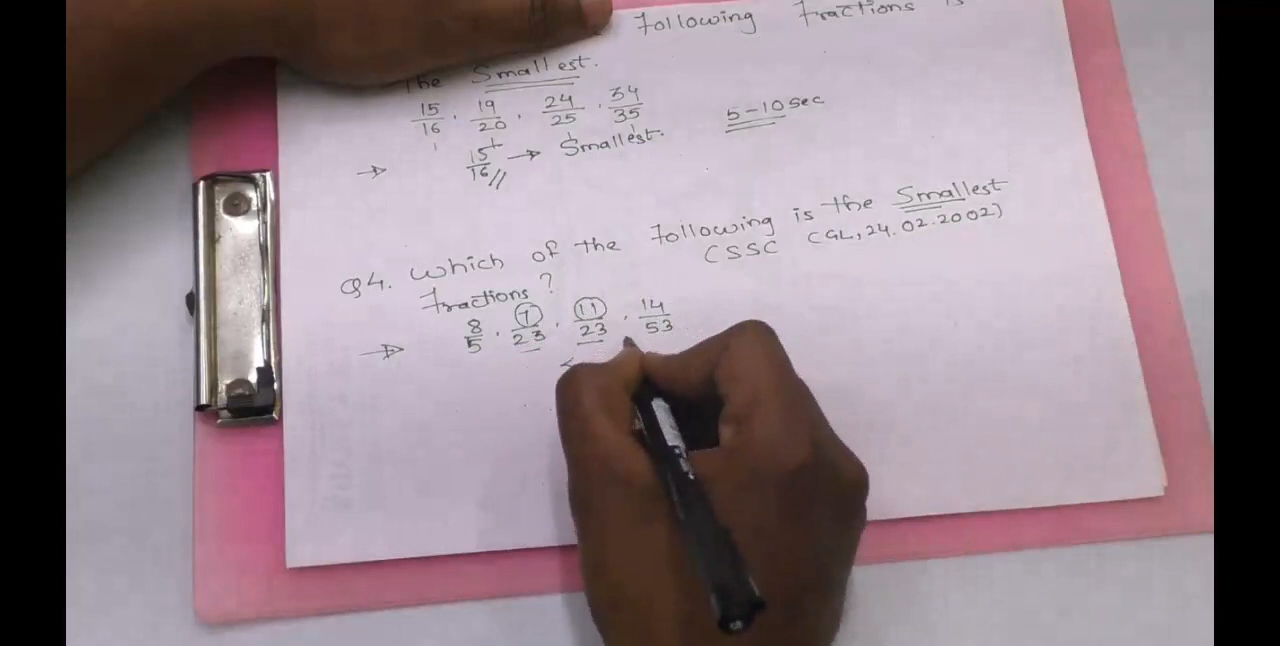 Following Fractions is
The Smallest.
15/16, 19/20, 24/25, 34/35
5-10 sec
→ 15/16 // → Smallest.
Q4. Which of the Following is the Smallest
Fractions? (SSC CGL, 24.02.2002)
→ 8/5, 7/23, 11/23, 14/53
<